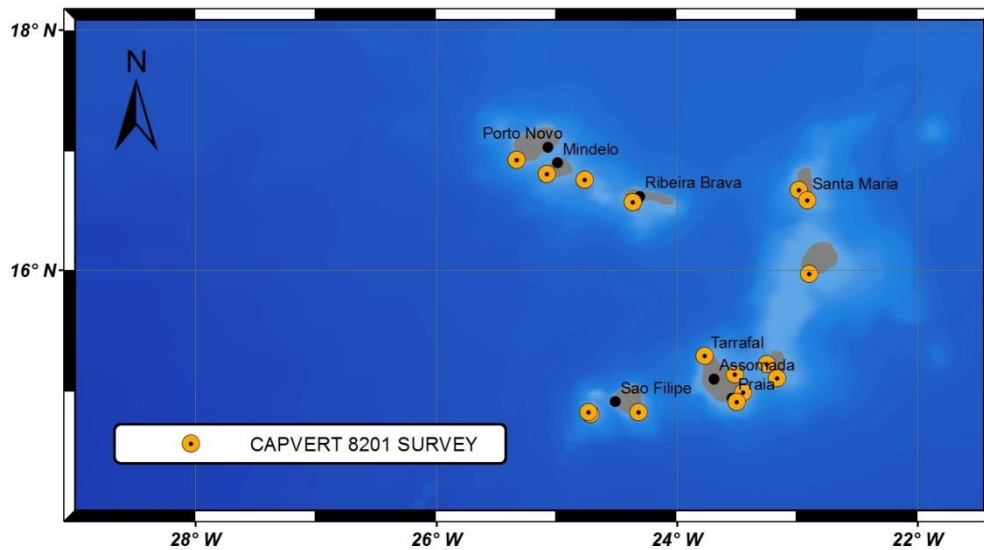 18° N
N
Porto Novo
Mindelo
Ribeira Brava
Santa Maria
16° N
Tarrafal
Assomada
Praia
Sao Filipe
CAPVERT 8201 SURVEY
28° W
26° W
24° W
22° W